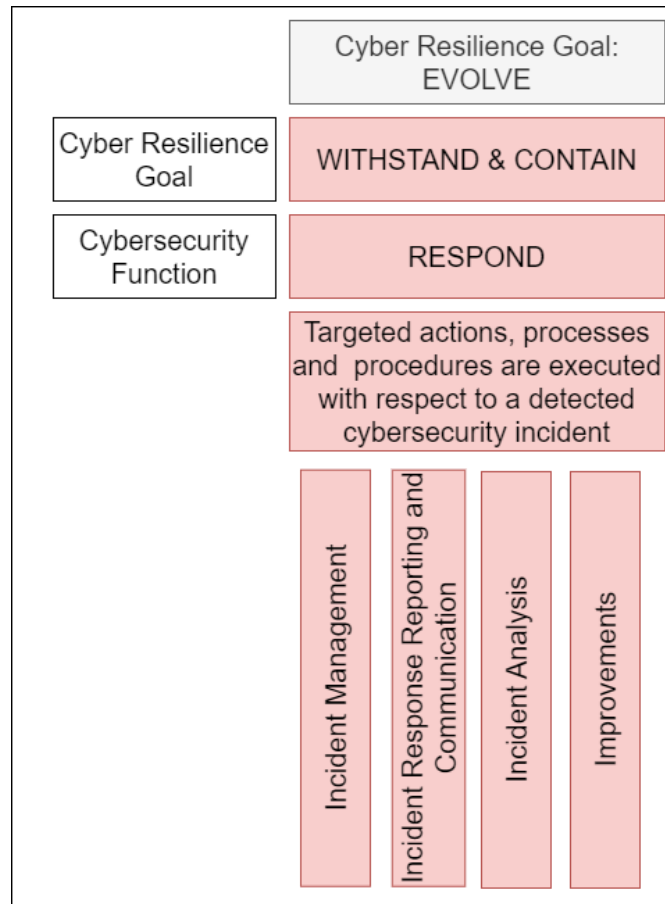 Cyber Resilience Goal:
EVOLVE
Cyber Resilience
Goal
WITHSTAND & CONTAIN
Cybersecurity
Function
RESPOND
Targeted actions, processes
and  procedures are executed
with respect to a detected
cybersecurity incident
Incident Management
Incident Response Reporting and
Communication
Incident Analysis
Improvements